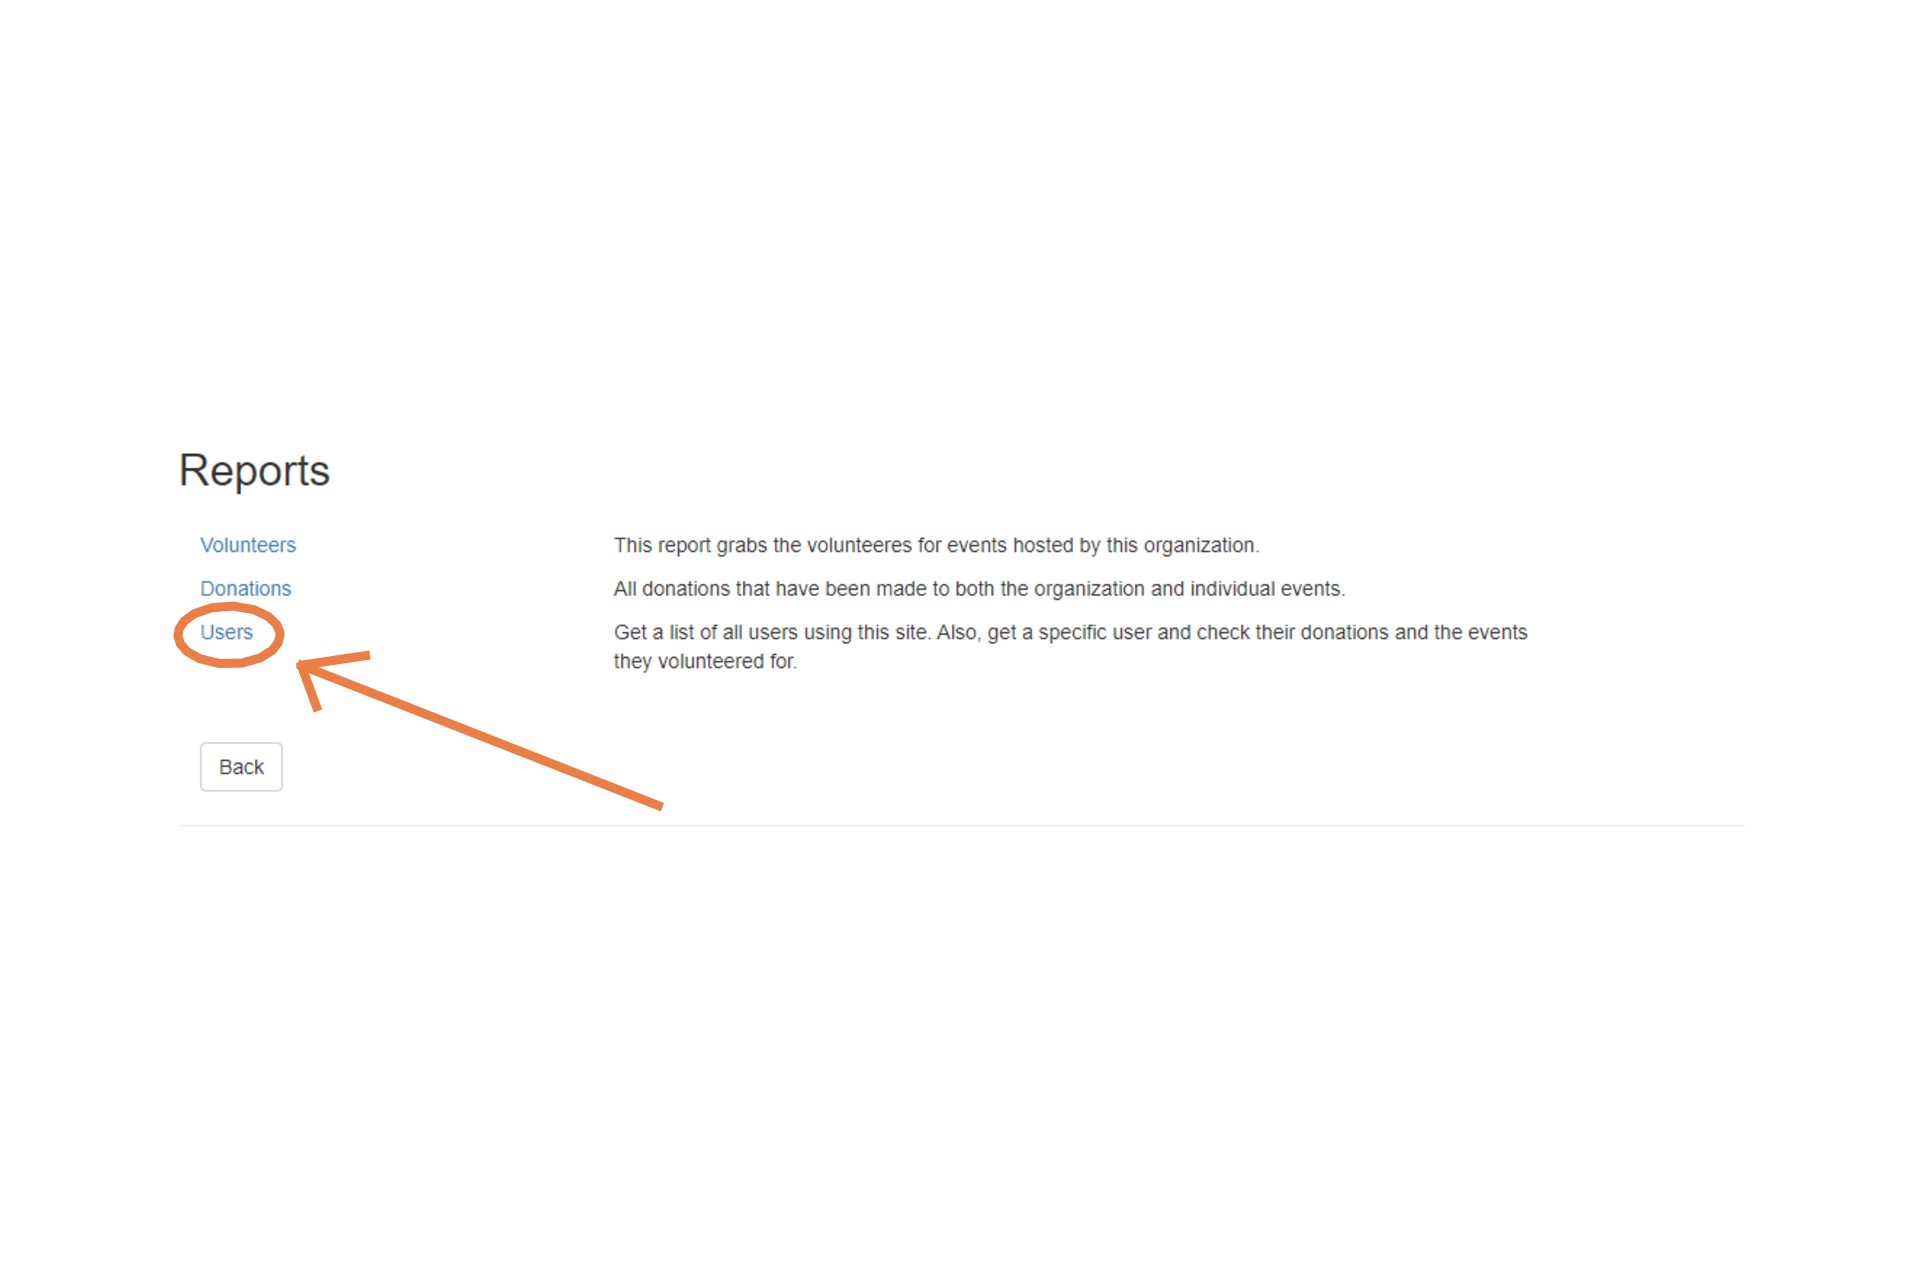 Reports
Volunteers This report grabs the volunteeres for events hosted by this organization.
Donations All donations that have been made to both the organization and individual events.
Users Get a list of all users using this site. Also, get a specific user and check their donations and the events
they volunteered for.
Back